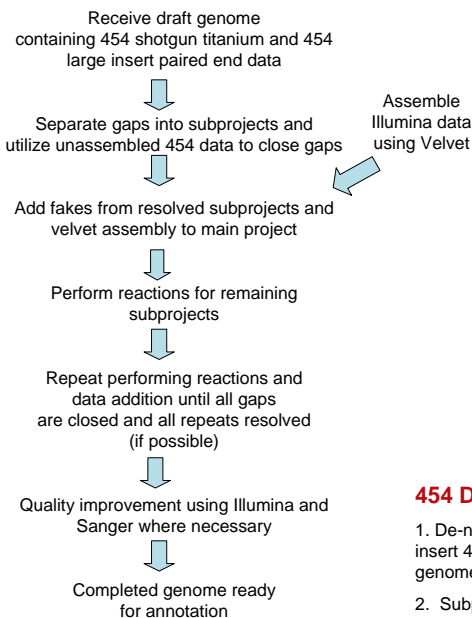 Receive draft genome
containing 454 shotgun titanium and 454
large insert paired end data
Separate gaps into subprojects and
utilize unassembled 454 data to close gaps
Assemble
Illumina data
using Velvet
Add fakes from resolved subprojects and
velvet assembly to main project
Perform reactions for remaining
subprojects
Repeat performing reactions and
data addition until all gaps
are closed and all repeats resolved
(if possible)
Quality improvement using Illumina and
Sanger where necessary
Completed genome ready
for annotation
454 D
1. De-n
insert 4
genome
2. Subp